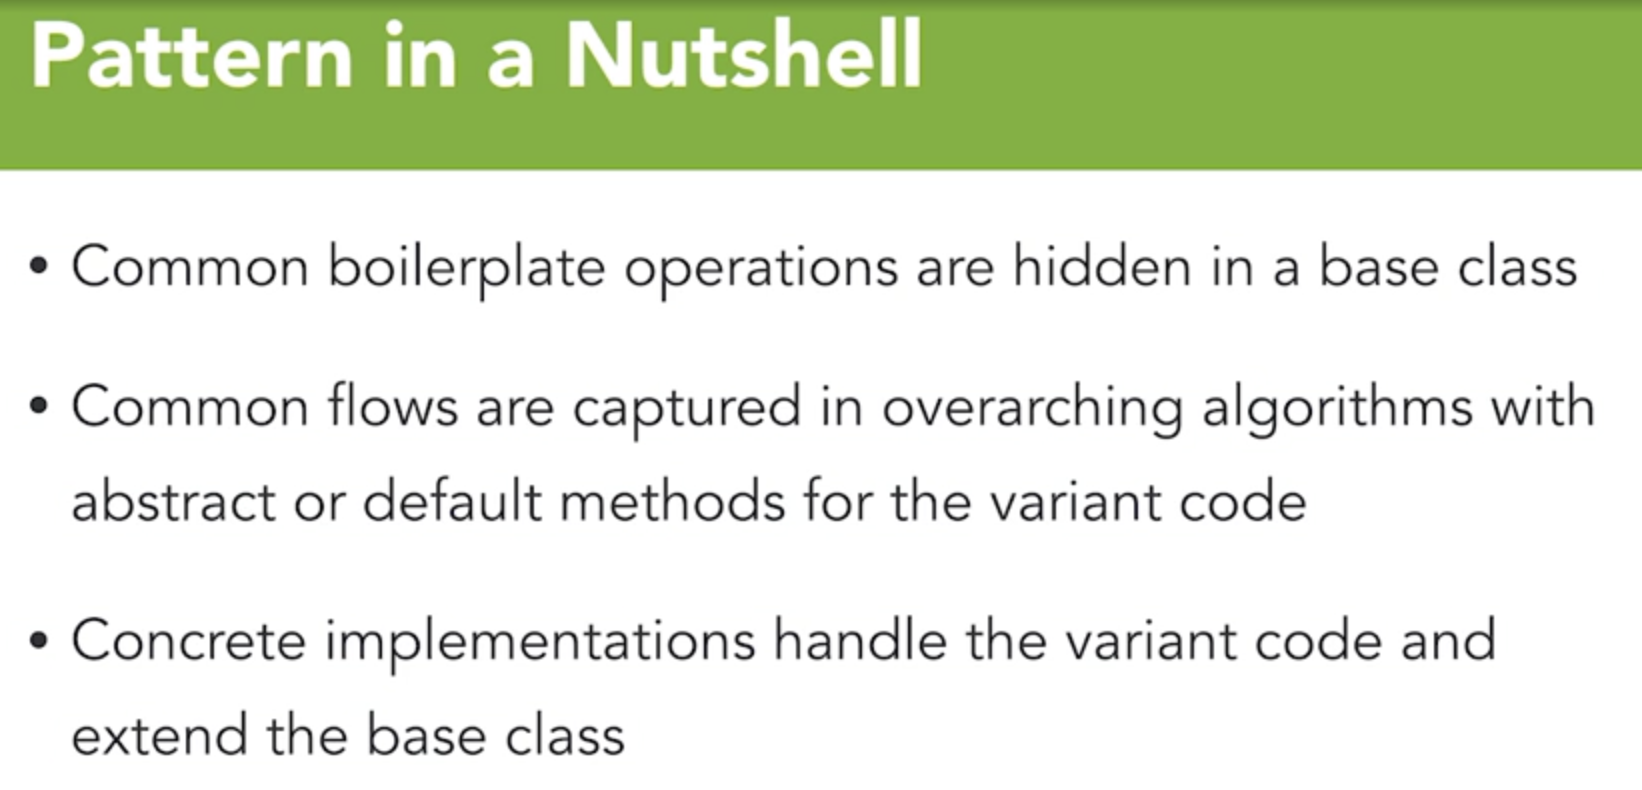 Pattern in a Nutshell
• Common boilerplate operations are hidden in a base class
• Common flows are captured in overarching algorithms with
abstract or default methods for the variant code
• Concrete implementations handle the variant code and
extend the base class